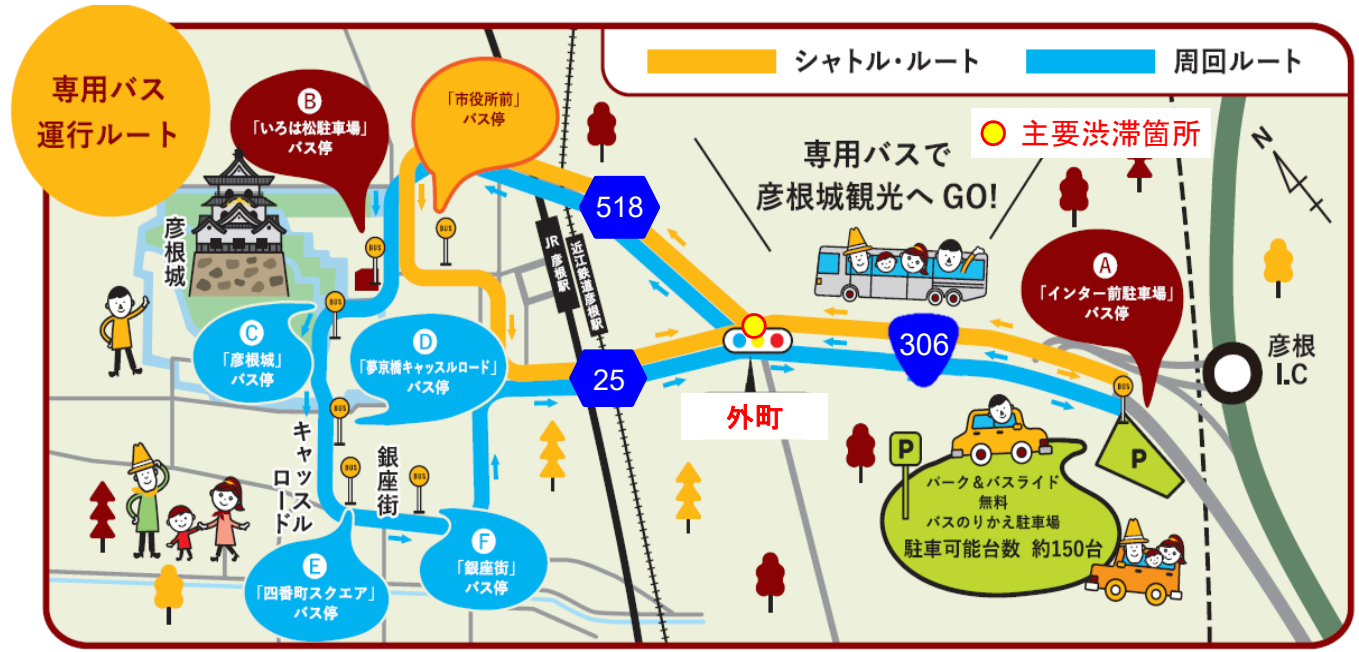 専用バス
運行ルート
シャトル・ルート
周回ルート
主要渋滞箇所
N
B
「いろは松駐車場」
バス停
「市役所前」
バス停
専用バスで
彦根城観光へ GO!
518
彦根城
JR 彦根駅
近江鉄道彦根駅
BUS
BUS
BUS
A
「インター前駐車場」
バス停
彦根
I.C
C
「彦根城」
バス停
D
「夢京橋キャッスルロード」
バス停
306
25
外町
BUS
BUS
BUS
BUS
BUS
キャッスル
ロード
銀座街
P
P
パーク&バスライド
無料
バスのりかえ駐車場
駐車可能台数 約150台
E
「四番町スクエア」
バス停
F
「銀座街」
バス停